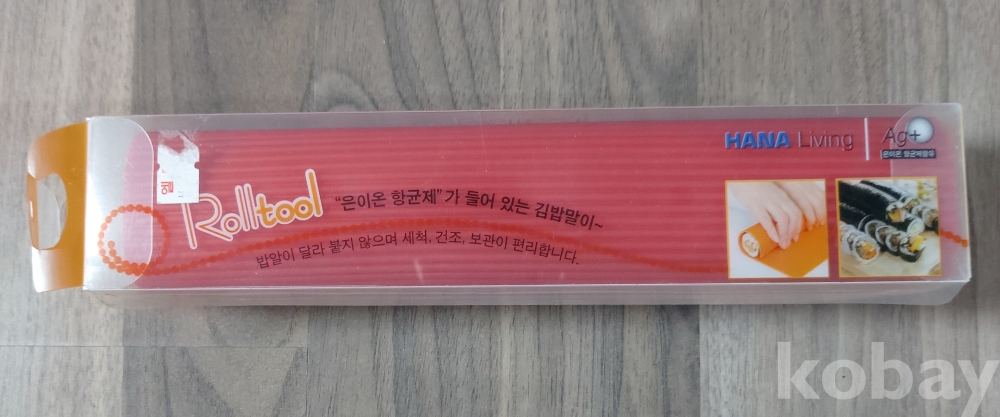 HANA Living
Ag+
은이온 항균제함유
엘
Rolltool
"은이온 항균제"가 들어 있는 김밥말이~
밥알이 달라 붙지 않으며 세척, 건조, 보관이 편리합니다.
kobay